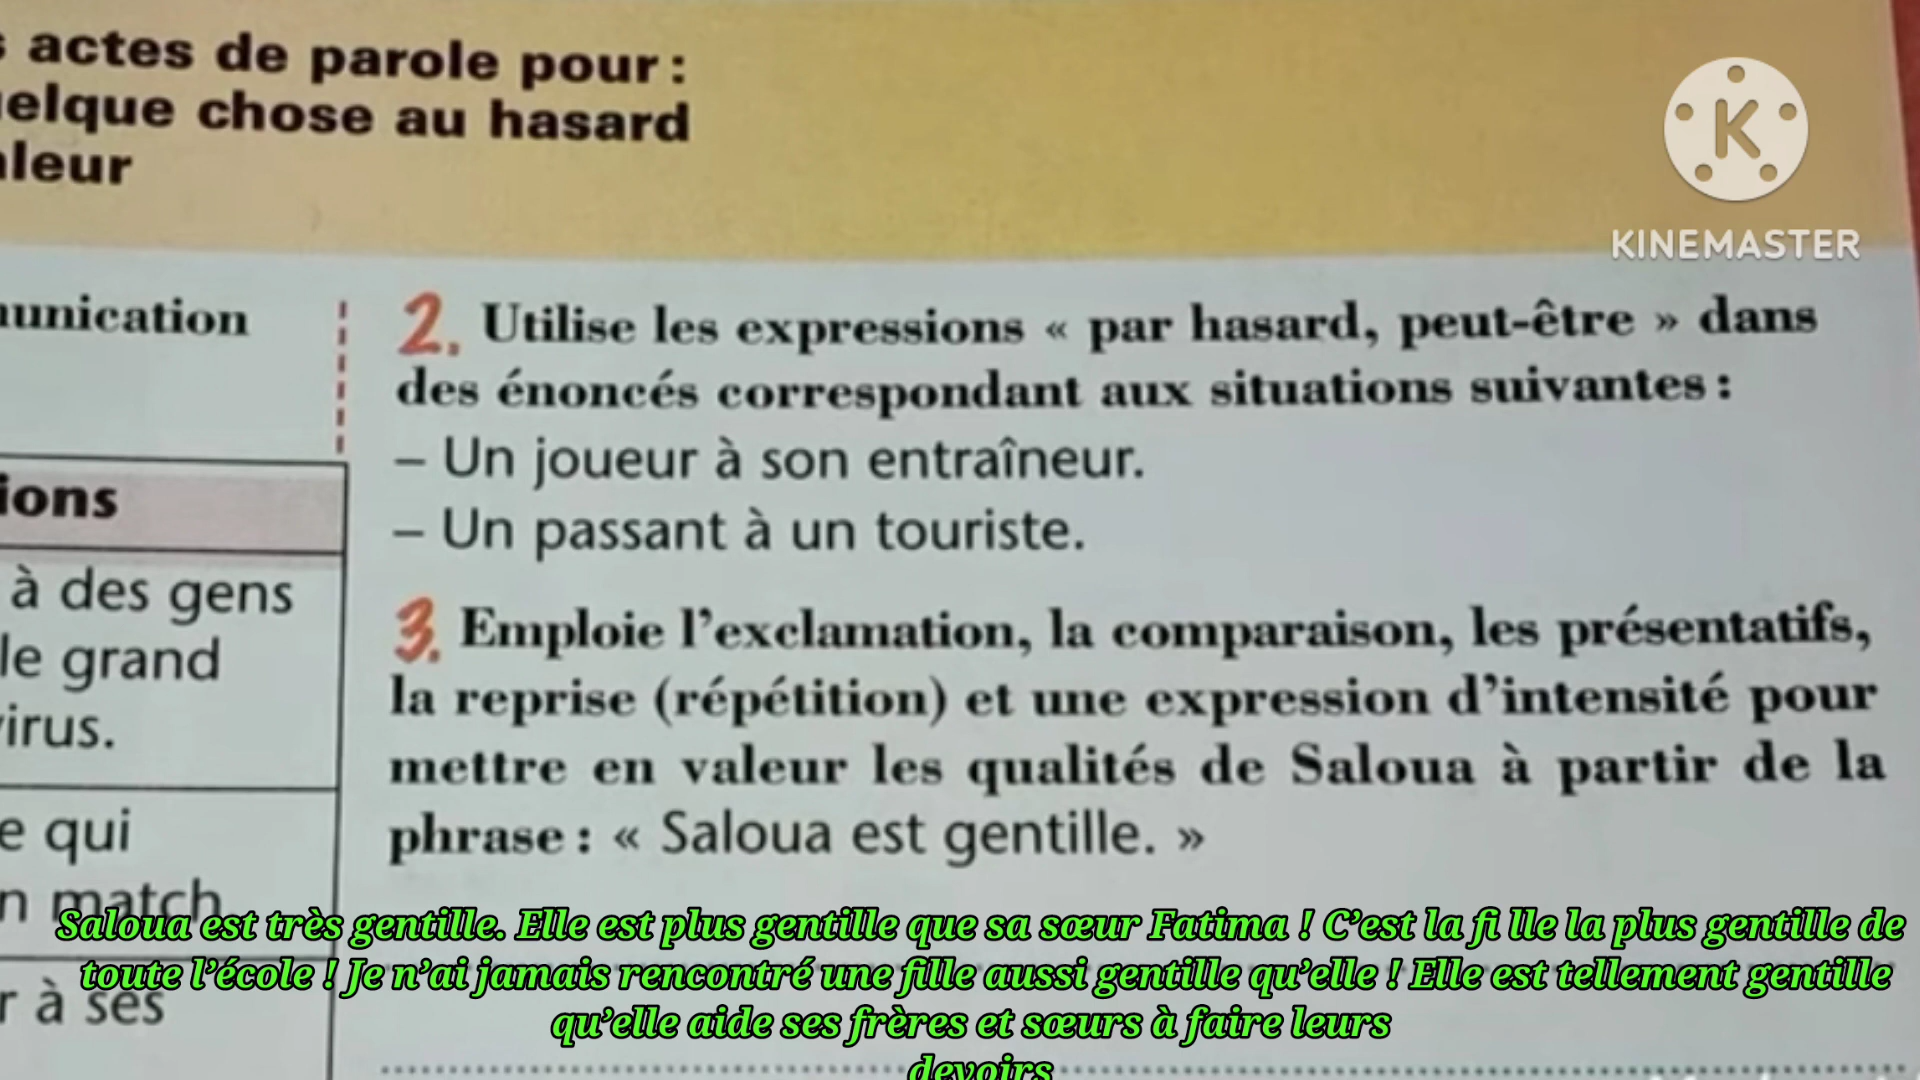 actes de parole pour :
chose au hasard
KINEMASTER
2. Utilise les expressions « par hasard, peut-être » dans
des énoncés correspondant aux situations suivantes :
– Un joueur à son entraîneur.
– Un passant à un touriste.
3. Emploie l'exclamation, la comparaison, les présentatifs,
la reprise (répétition) et une expression d'intensité pour
mettre en valeur les qualités de Saloua à partir de la
phrase : « Saloua est gentille. »
à des gens
le grand
qui
match
à ses
Saloua est très gentille. Elle est plus gentille que sa sœur Fatima ! C'est la fi lle la plus gentille de
toute l'école ! Je n'ai jamais rencontré une fille aussi gentille qu'elle ! Elle est tellement gentille
qu'elle aide ses frères et sœurs à faire leurs
devoirs